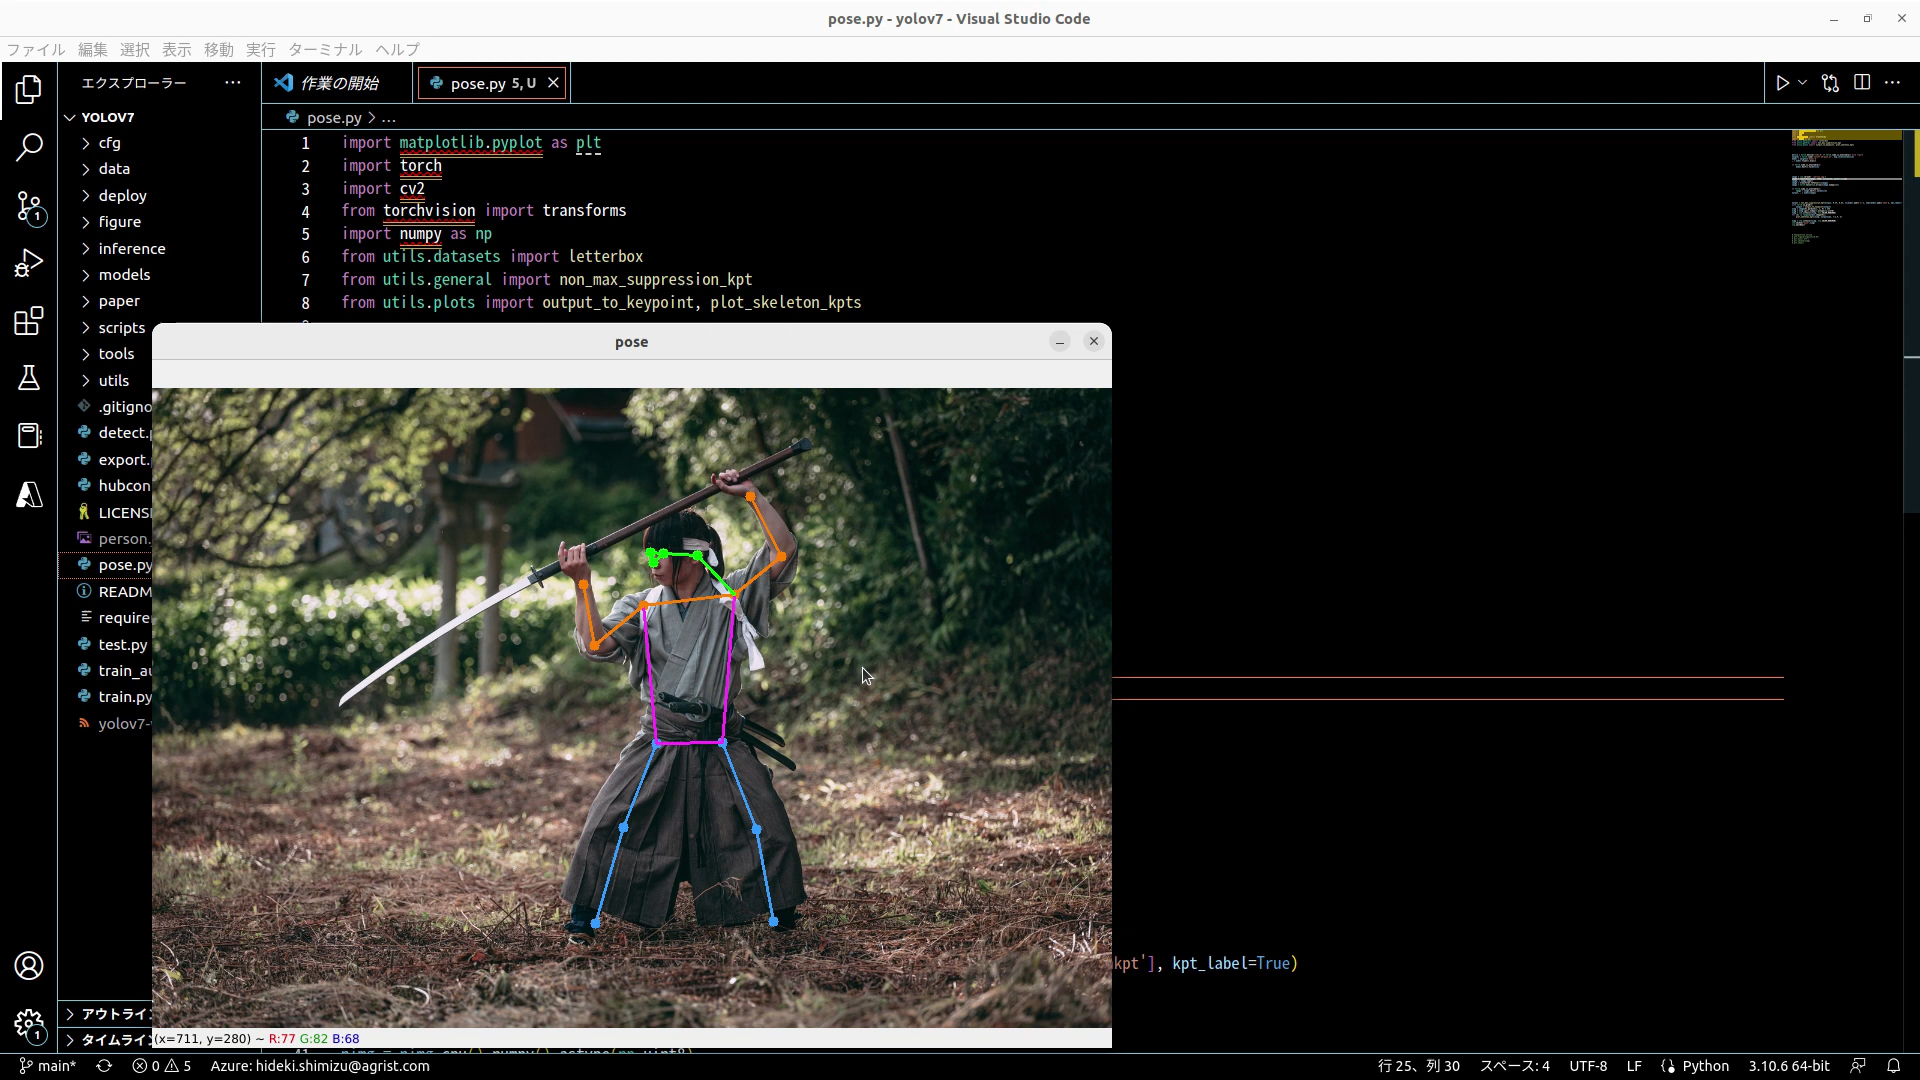 pose.py - yolov7 - Visual Studio Code
ファイル 編集 選択 表示 移動 実行 ターミナル ヘルプ
エクスプローラー
作業の開始
pose.py 5, U
YOLOV7
pose.py > ...
cfg
data
deploy
figure
inference
models
paper
scripts
tools
utils
.gitigno
detect.p
export.
hubcon
LICENS
person.
pose.py
READM
require
test.py
train_au
train.py
yolov7-
アウトライン
タイムライン
1 import matplotlib.pyplot as plt
2 import torch
3 import cv2
4 from torchvision import transforms
5 import numpy as np
6 from utils.datasets import letterbox
7 from utils.general import non_max_suppression_kpt
8 from utils.plots import output_to_keypoint, plot_skeleton_kpts
pose
kpt'], kpt_label=True)
(x=711, y=280) ~ R:77 G:82 B:68
1
1
main* 0 5 Azure: hideki.shimizu@agrist.com
行 25、列 30 スペース: 4 UTF-8 LF Python 3.10.6 64-bit